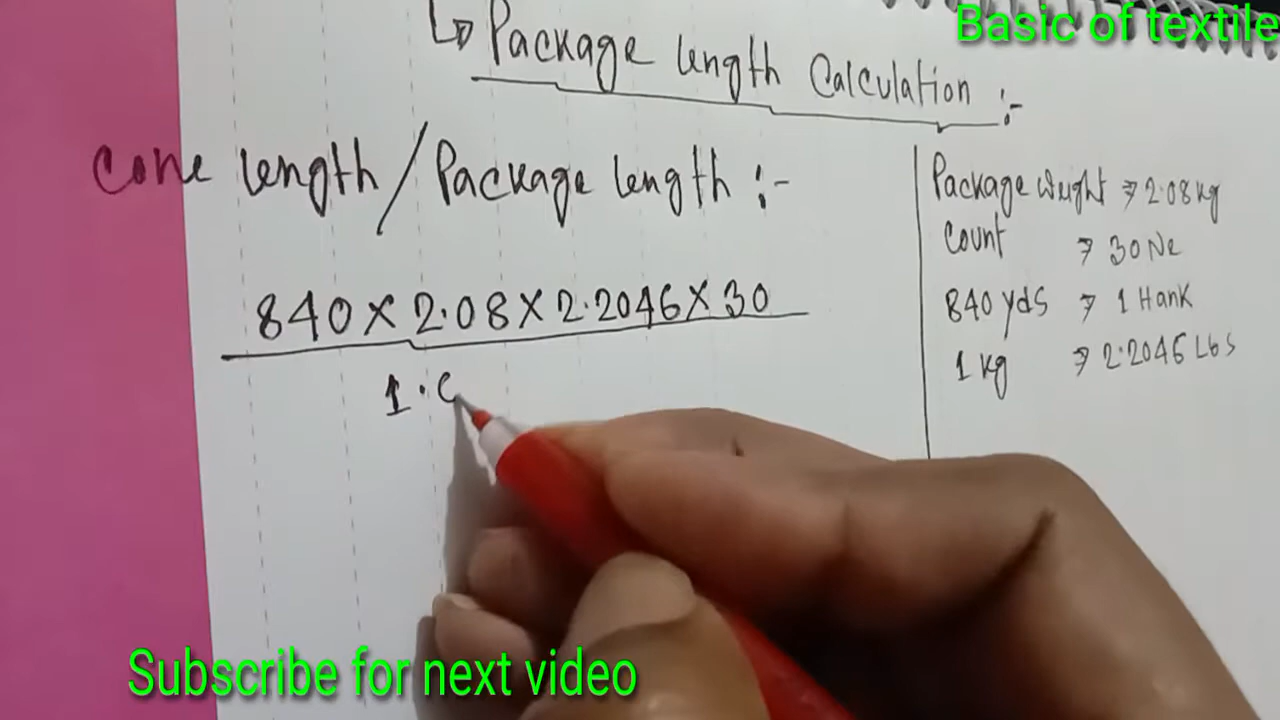 Basic of textile
Package length Calculation :-
Cone length / Package length :-
840 X 2.08 X 2.2046 X 30
1.
Package weight → 2.08 kg
Count → 30 Ne
840 yds → 1 Hank
1 kg → 2.2046 Lbs
Subscribe for next video